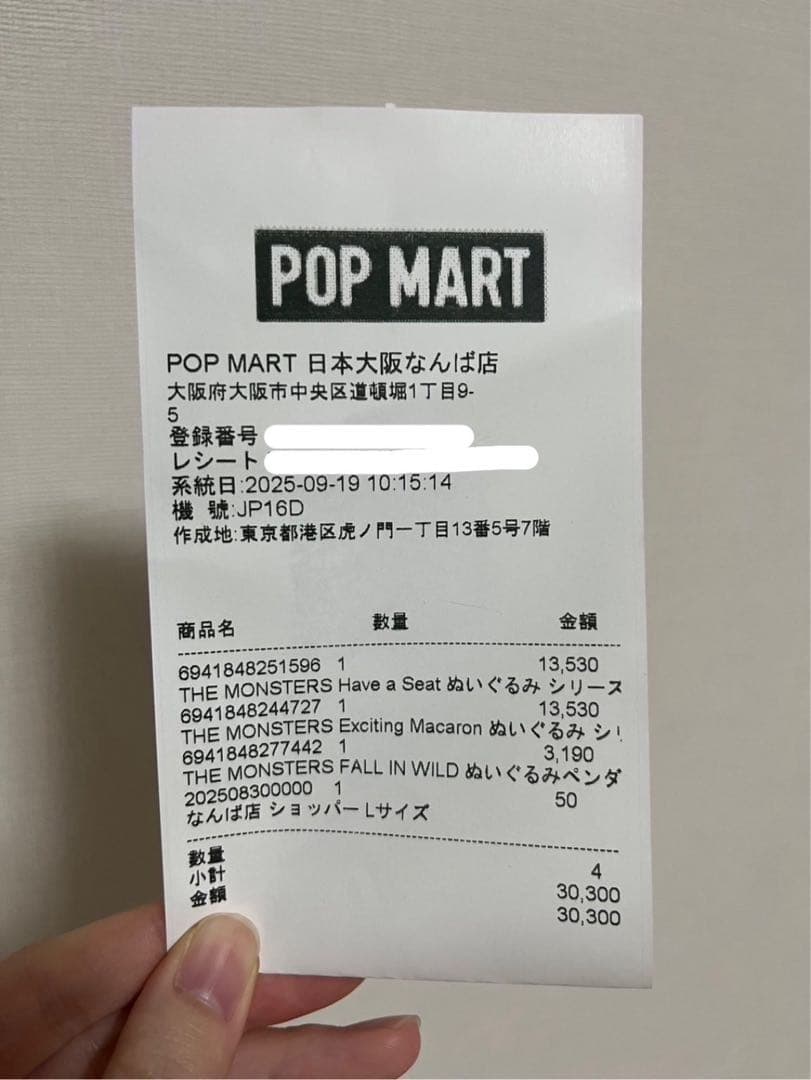 POP MART
POP MART 日本大阪なんば店
大阪府大阪市中央区道頓堀1丁目9-
5
登録番号
レシート
系統日:2025-09-19 10:15:14
機 號:JP16D
作成地:東京都港区虎ノ門一丁目13番5号7階
商品名 数量 金額
6941848251596 1 13,530
THE MONSTERS Have a Seat ぬいぐるみ シリーズ
6941848244727 1 13,530
THE MONSTERS Exciting Macaron ぬいぐるみ シリ
6941848277442 1 3,190
THE MONSTERS FALL IN WILD ぬいぐるみペンダ
202508300000 1 50
なんば店 ショッパー Lサイズ
數量 4
小計 30,300
金額 30,300